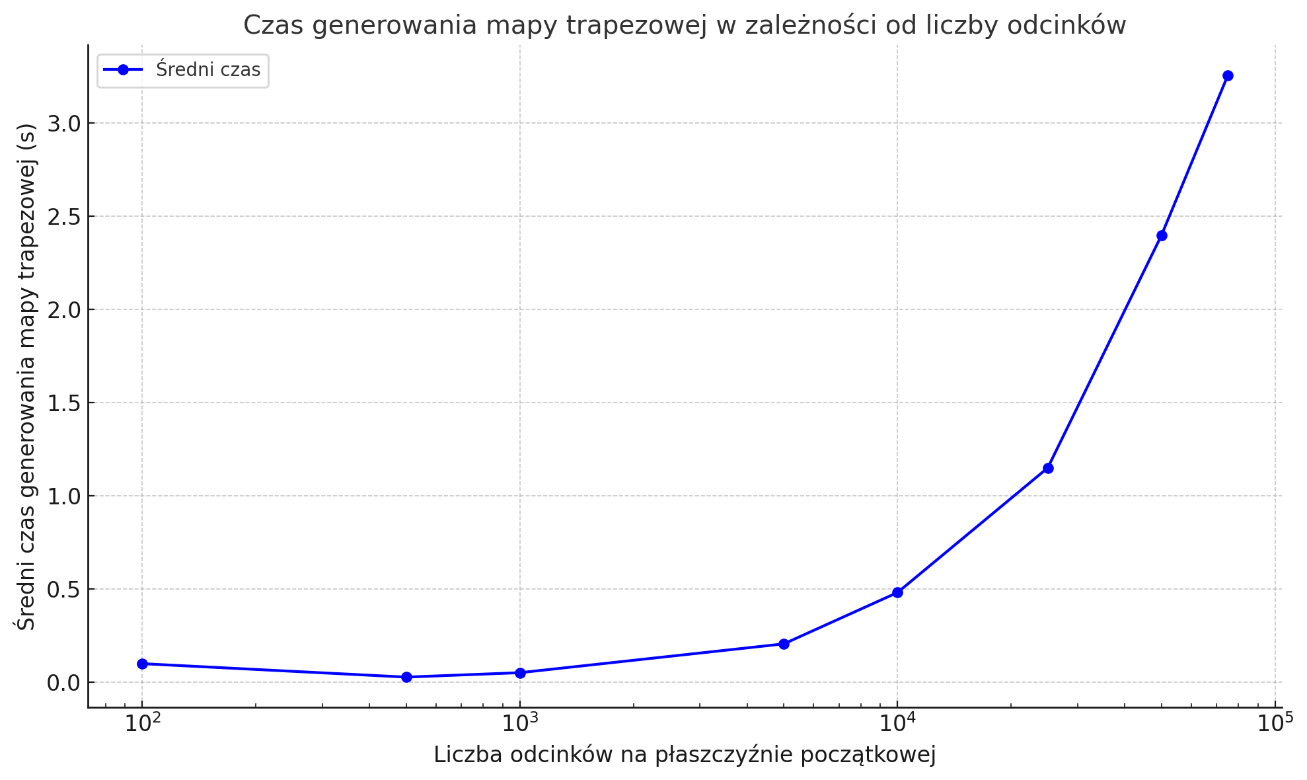 Czas generowania mapy trapezowej w zależności od liczby odcinków
Średni czas
Średni czas generowania mapy trapezowej (s)
3.0
2.5
2.0
1.5
1.0
0.5
0.0
10² 10³ 10⁴ 10⁵
Liczba odcinków na płaszczyźnie początkowej